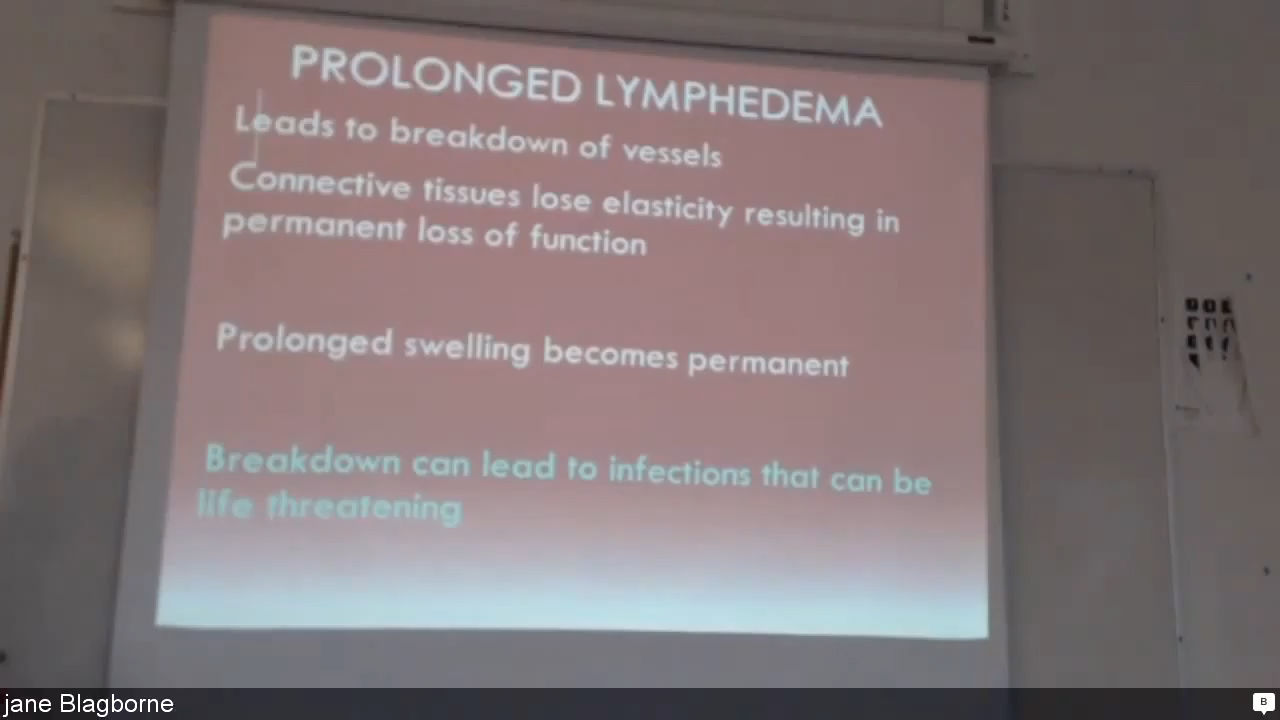 PROLONGED LYMPHEDEMA
Leads to breakdown of vessels
Connective tissues lose elasticity resulting in
permanent loss of function
Prolonged swelling becomes permanent
Breakdown can lead to infections that can be
life threatening
jane Blagborne
B